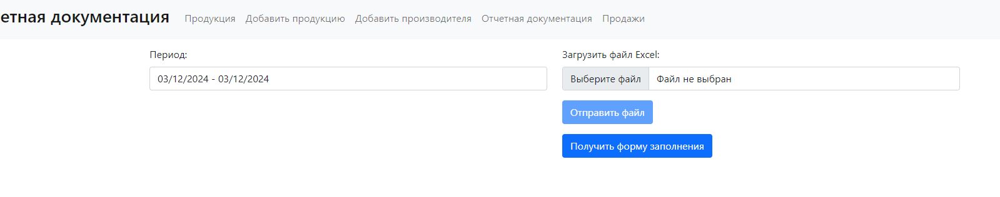 етная документация Продукция Добавить продукцию Добавить производителя Отчетная документация Продажи
Период:
03/12/2024 - 03/12/2024
Загрузить файл Excel:
Выберите файл Файл не выбран
Отправить файл
Получить форму заполнения